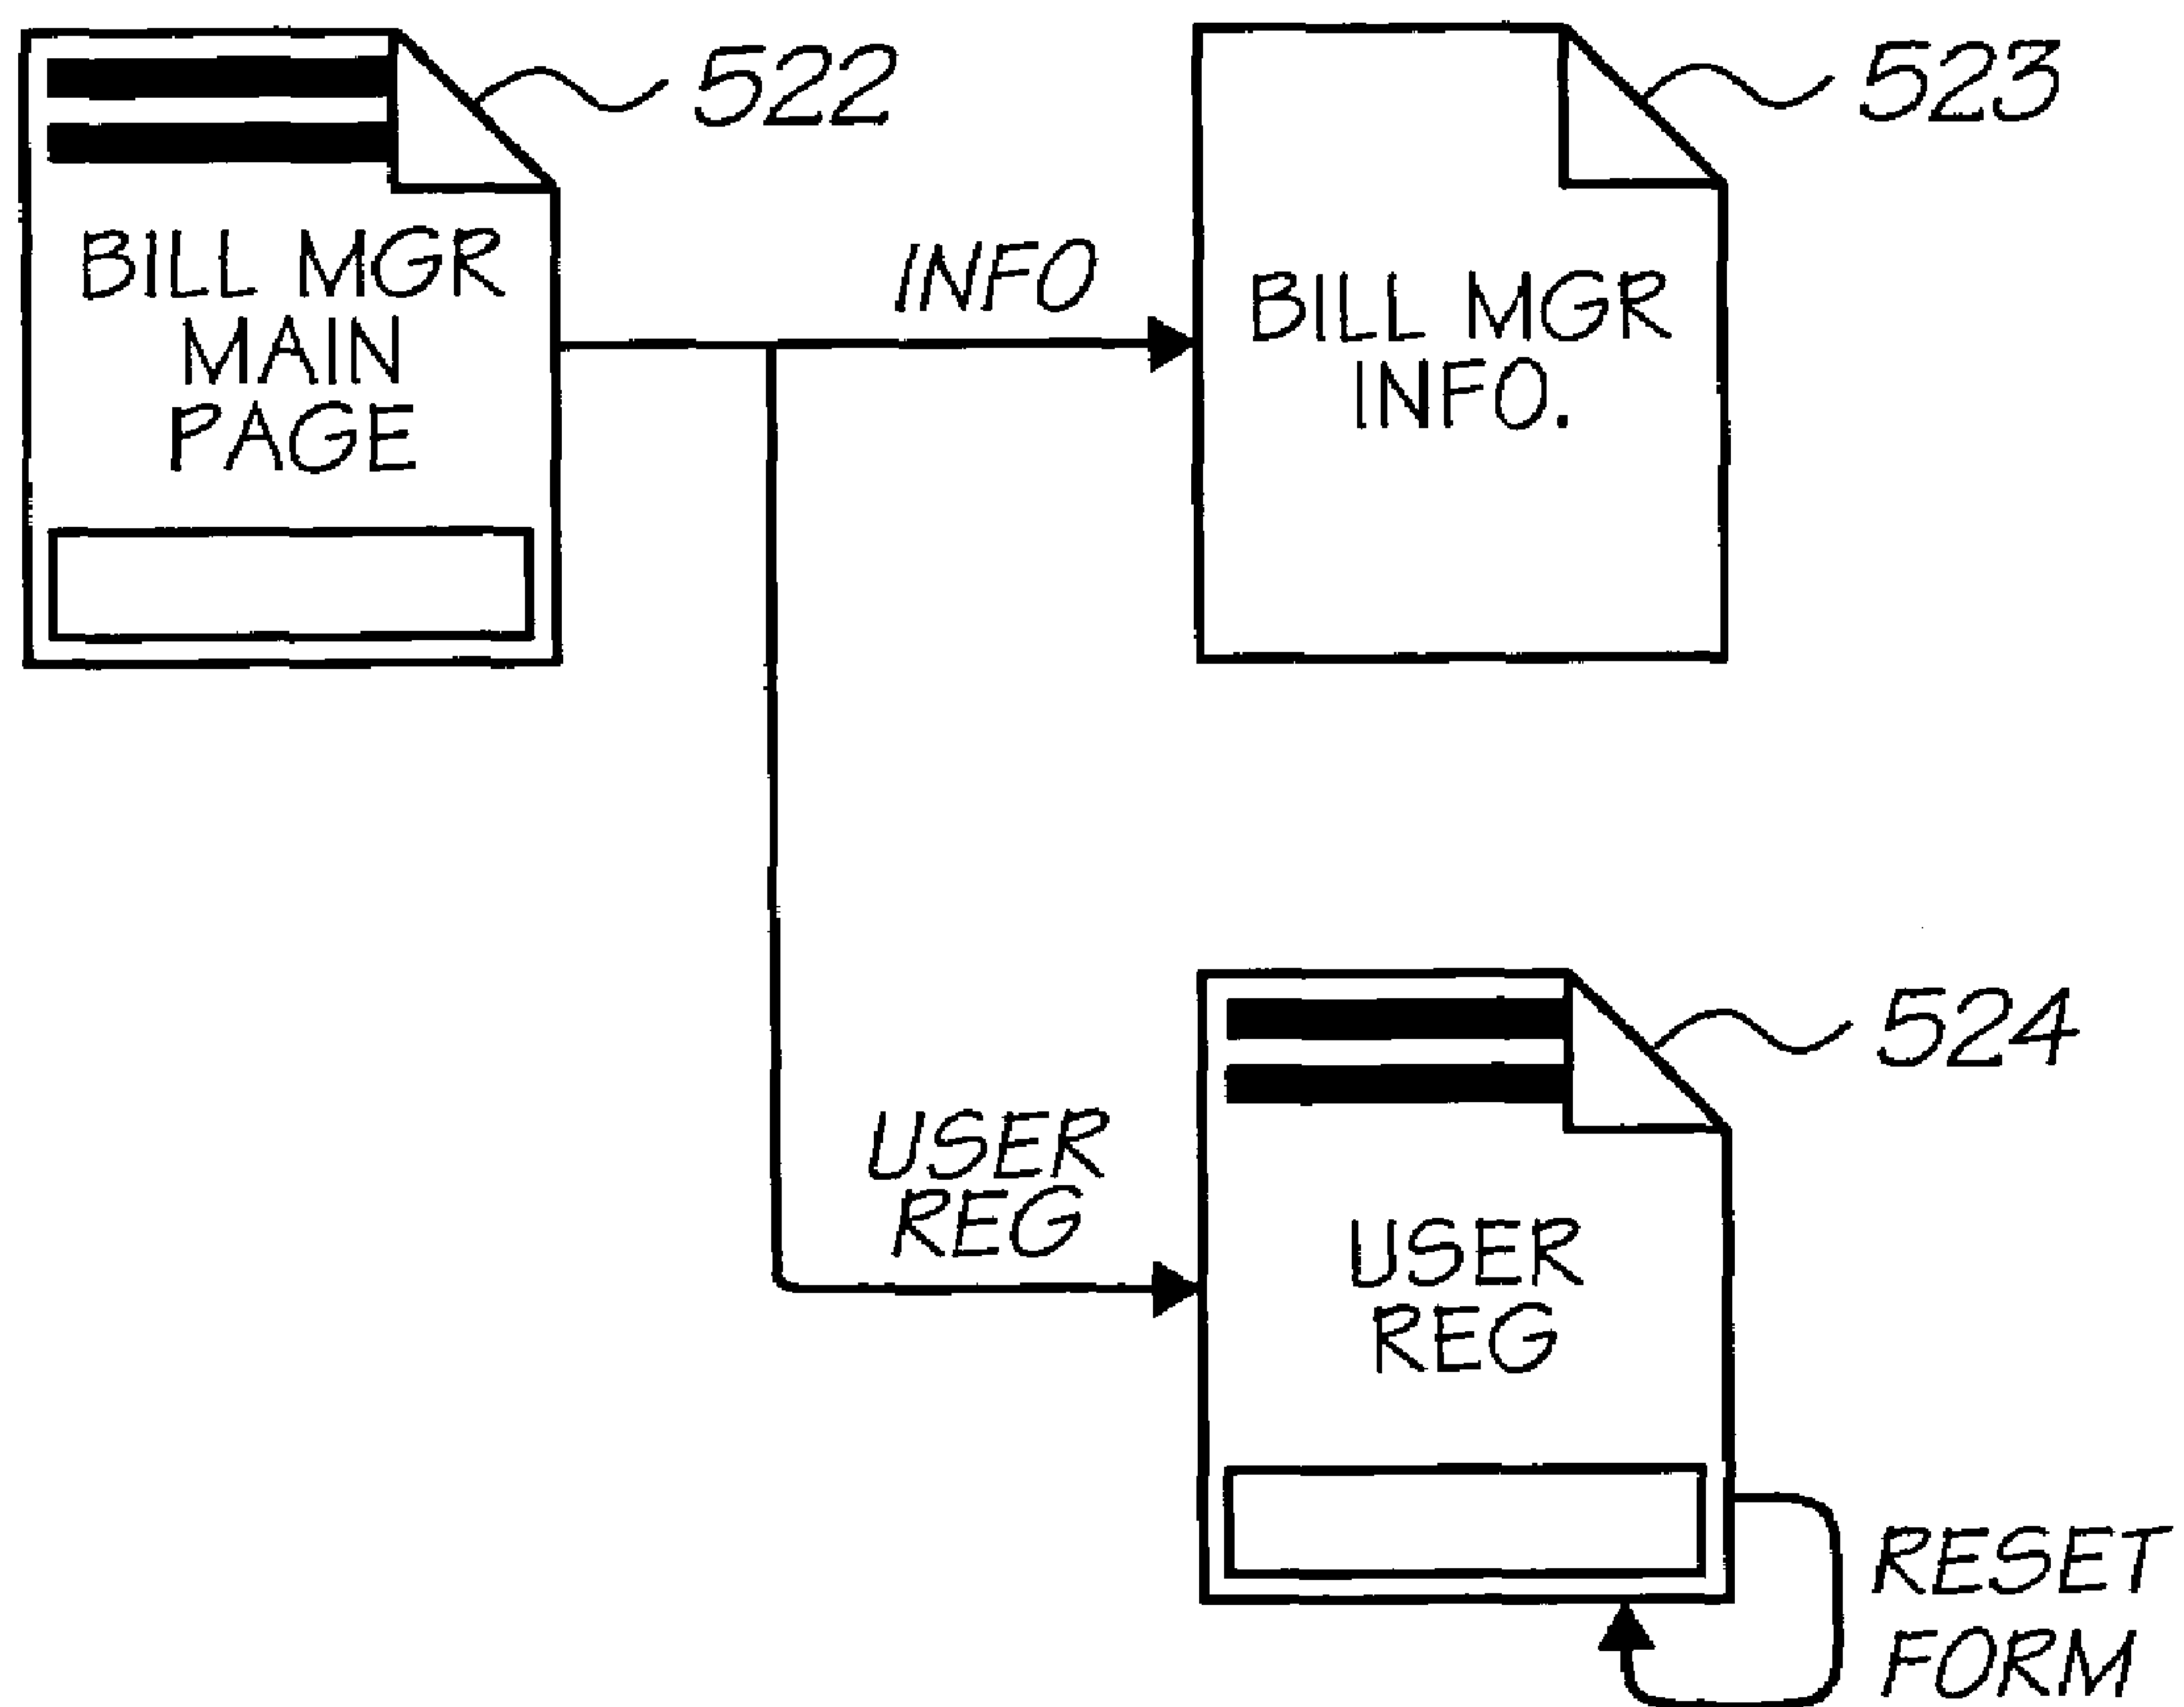 522
BILL MGR
MAIN
PAGE
INFO
523
BILL MGR
INFO.
USER
REG
524
USER
REG
RESET
FORM